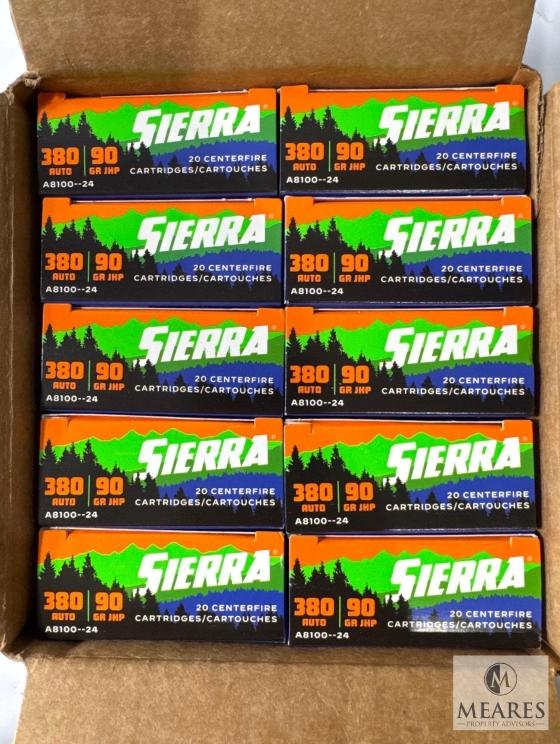 SIERRA
380 AUTO | 90 GR JHP
20 CENTERFIRE
CARTRIDGES/CARTOUCHES
A8100--24
SIERRA
380 AUTO | 90 GR JHP
20 CENTERFIRE
CARTRIDGES/CARTOUCHES
A8100--24
SIERRA
380 AUTO | 90 GR JHP
20 CENTERFIRE
CARTRIDGES/CARTOUCHES
A8100--24
SIERRA
380 AUTO | 90 GR JHP
20 CENTERFIRE
CARTRIDGES/CARTOUCHES
A8100--24
SIERRA
380 AUTO | 90 GR JHP
20 CENTERFIRE
CARTRIDGES/CARTOUCHES
A8100--24
SIERRA
380 AUTO | 90 GR JHP
20 CENTERFIRE
CARTRIDGES/CARTOUCHES
A8100--24
SIERRA
380 AUTO | 90 GR JHP
20 CENTERFIRE
CARTRIDGES/CARTOUCHES
A8100--24
SIERRA
380 AUTO | 90 GR JHP
20 CENTERFIRE
CARTRIDGES/CARTOUCHES
A8100--24
SIERRA
380 AUTO | 90 GR JHP
20 CENTERFIRE
CARTRIDGES/CARTOUCHES
A8100--24
SIERRA
380 AUTO | 90 GR JHP
20 CENTERFIRE
CARTRIDGES/CARTOUCHES
A8100--24
M
MEARES
PROPERTY ADVISORS